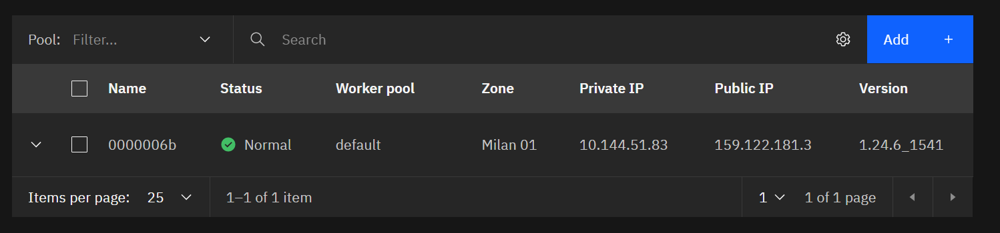 Pool: Filter... Search Add +
Name Status Worker pool Zone Private IP Public IP Version
0000006b Normal default Milan 01 10.144.51.83 159.122.181.3 1.24.6_1541
Items per page: 25 1–1 of 1 item 1 1 of 1 page